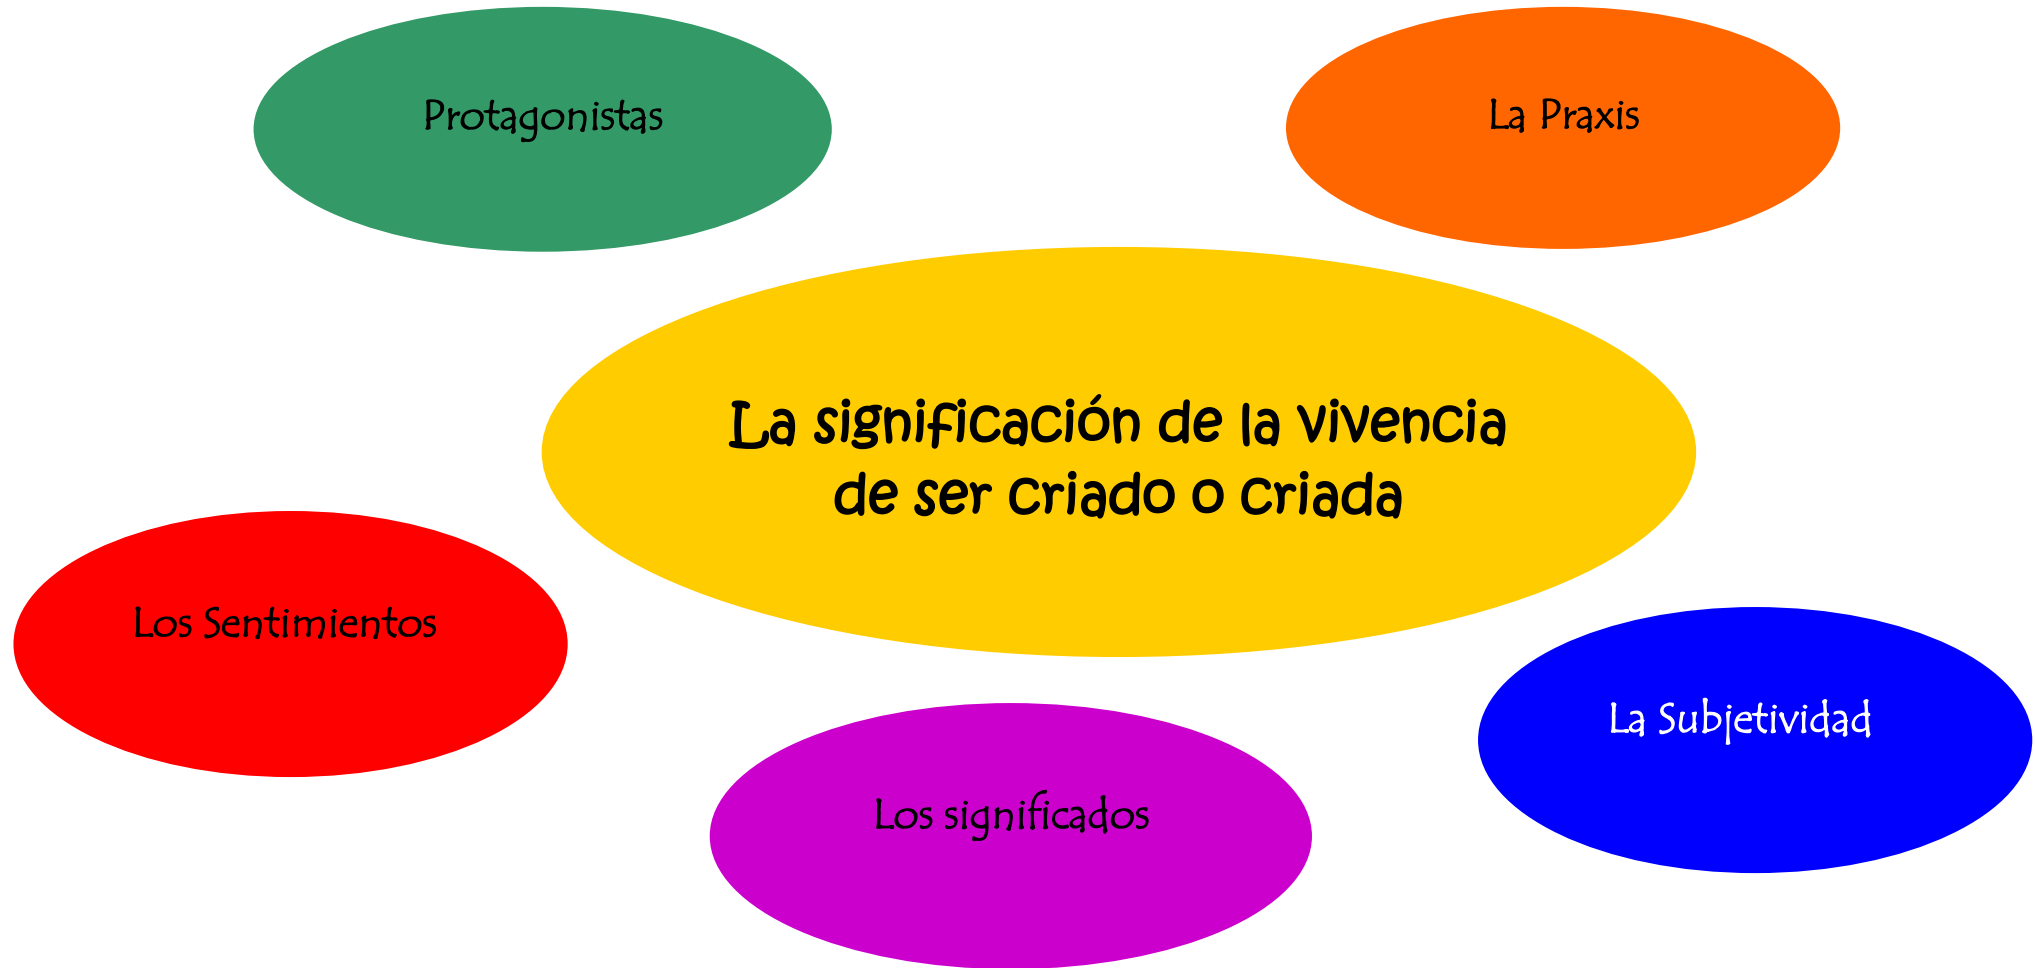 Protagonistas
La Praxis
La significación de la vivencia
de ser criado o criada
Los Sentimientos
La Subjetividad
Los significados